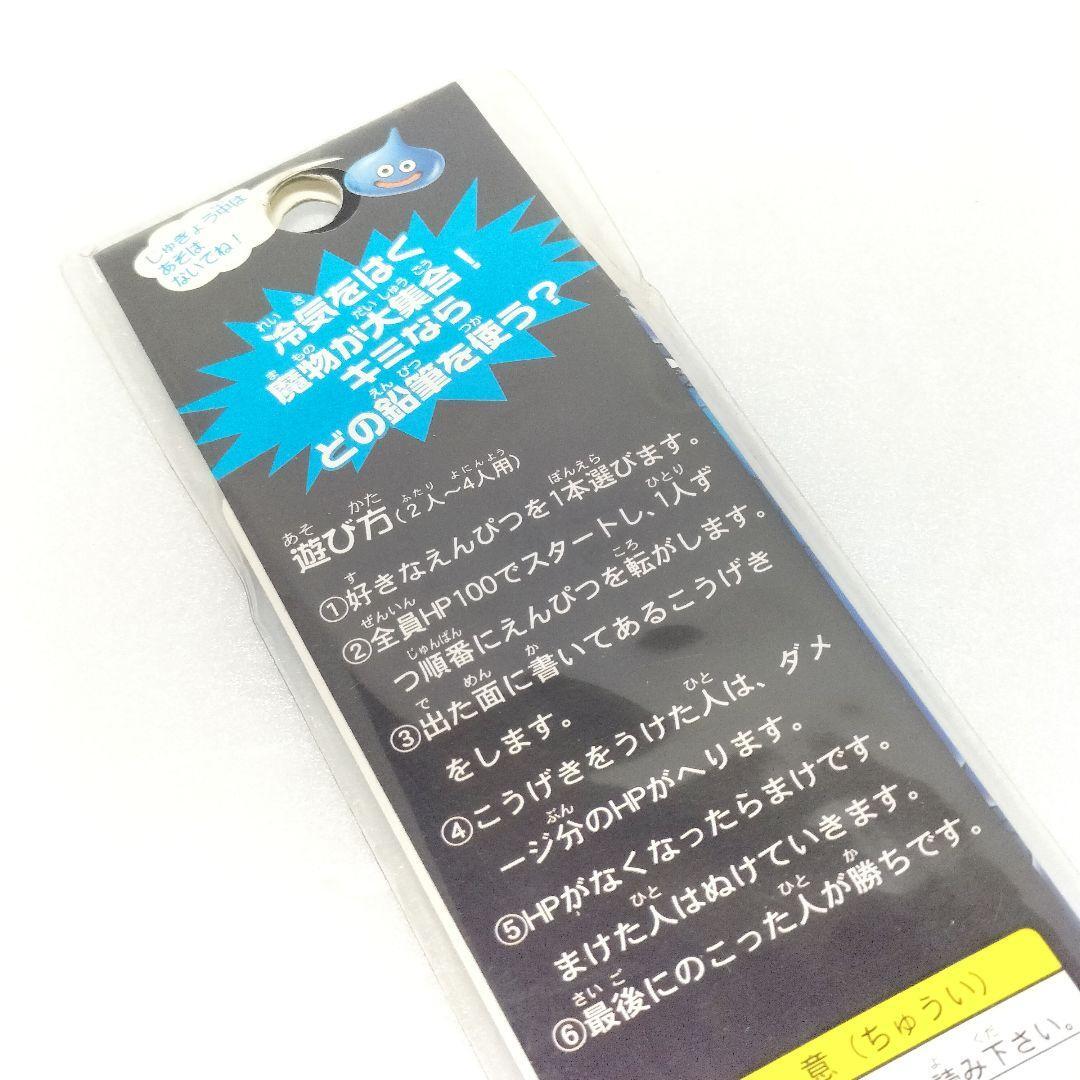 しゅぎょう中は
あそば
ないでね！
冷気をはく
魔物が大集合！
キミなら
どの鉛筆を使う？
遊び方（2人〜4人用）
①好きなえんぴつを1本選びます。
②全員HP100でスタートし、1人ず
つ順番にえんぴつを転がします。
③出た面に書いてあるこうげき
をします。
④こうげきをうけた人は、ダメ
ージ分のHPがへります。
⑤HPがなくなったらまけです。
まけた人はぬけていきます。
⑥最後にのこった人が勝ちです。
意（ちゅうい）
読み下さい。